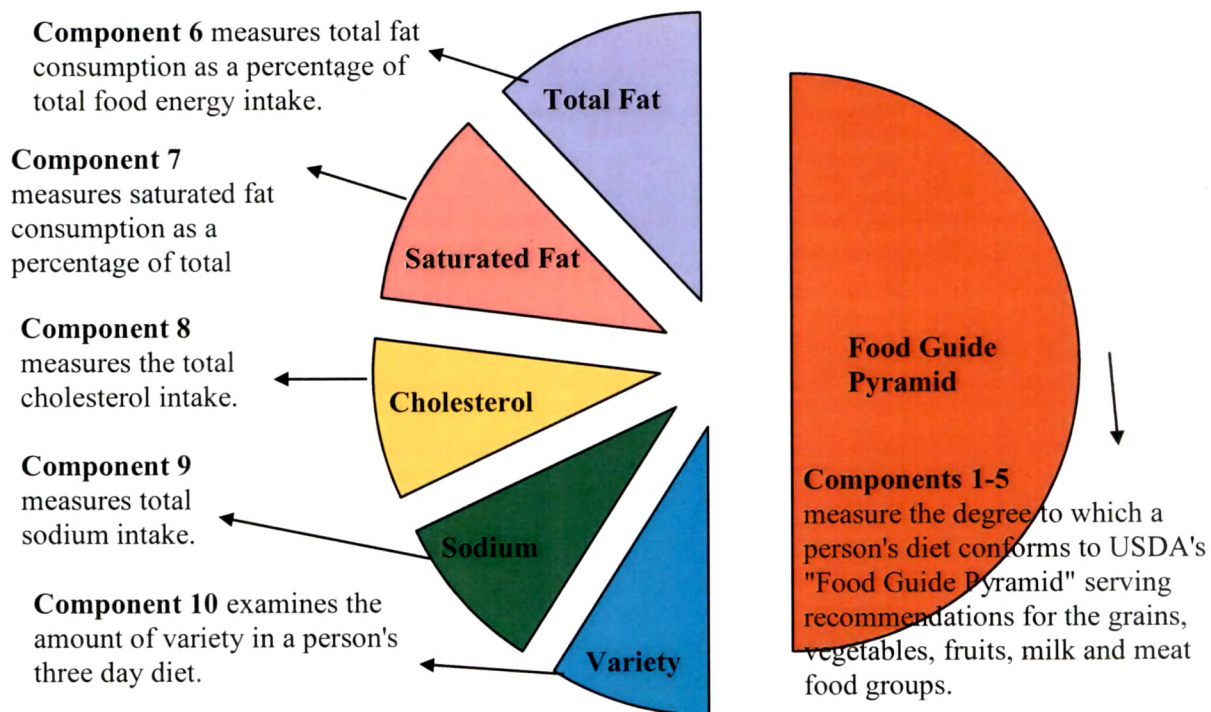 Component 6 measures total fat
consumption as a percentage of
total food energy intake.
Total Fat
Component 7
measures saturated fat
consumption as a
percentage of total
Saturated Fat
Component 8
measures the total
cholesterol intake.
Cholesterol
Component 9
measures total
sodium intake.
Sodium
Component 10 examines the
amount of variety in a person's
three day diet.
Variety
Food Guide
Pyramid
Components 1-5
measure the degree to which a
person's diet conforms to USDA's
"Food Guide Pyramid" serving
recommendations for the grains,
vegetables, fruits, milk and meat
food groups.